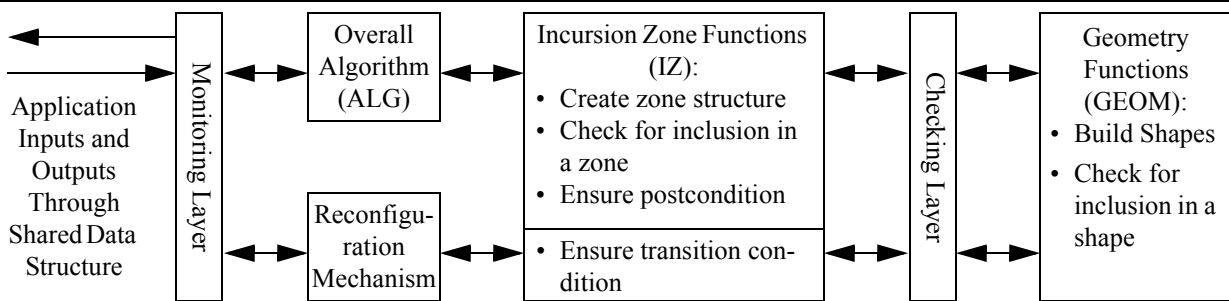 Application
Inputs and
Outputs
Through
Shared Data
Structure
Monitoring Layer
Overall
Algorithm
(ALG)
Reconfigu-
ration
Mechanism
Incursion Zone Functions
(IZ):
• Create zone structure
• Check for inclusion in
a zone
• Ensure postcondition
• Ensure transition con-
dition
Checking Layer
Geometry
Functions
(GEOM):
• Build Shapes
• Check for
inclusion in a
shape